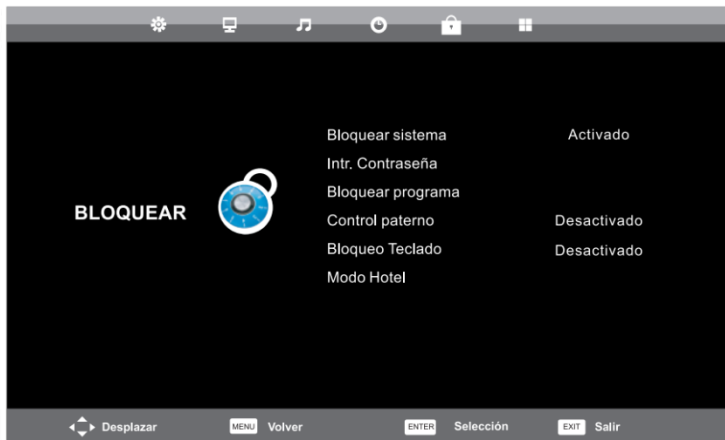 Bloquear sistema Activado
Intr. Contraseña
Bloquear programa
BLOQUEAR
Control paterno Desactivado
Bloqueo Teclado Desactivado
Modo Hotel
Desplazar MENU Volver ENTER Selección EXIT Salir